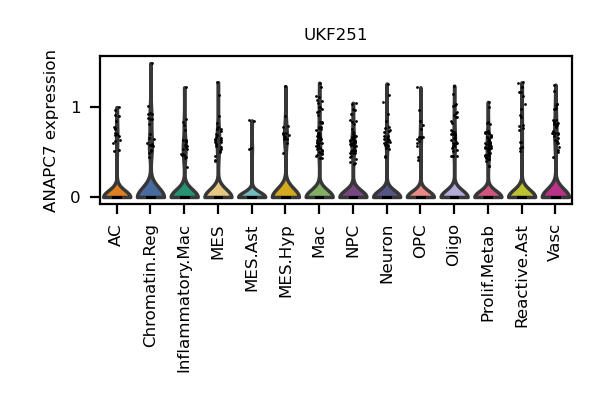 UKF251
ANAPC7 expression
1
0
AC
Chromatin.Reg
Inflammatory.Mac
MES
MES.Ast
MES.Hyp
Mac
NPC
Neuron
OPC
Oligo
Prolif.Metab
Reactive.Ast
Vasc